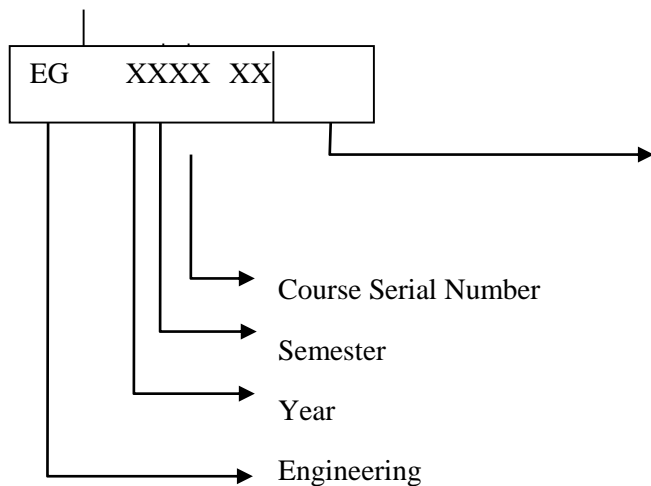 EG XXXX XX
Course Serial Number
Semester
Year
Engineering